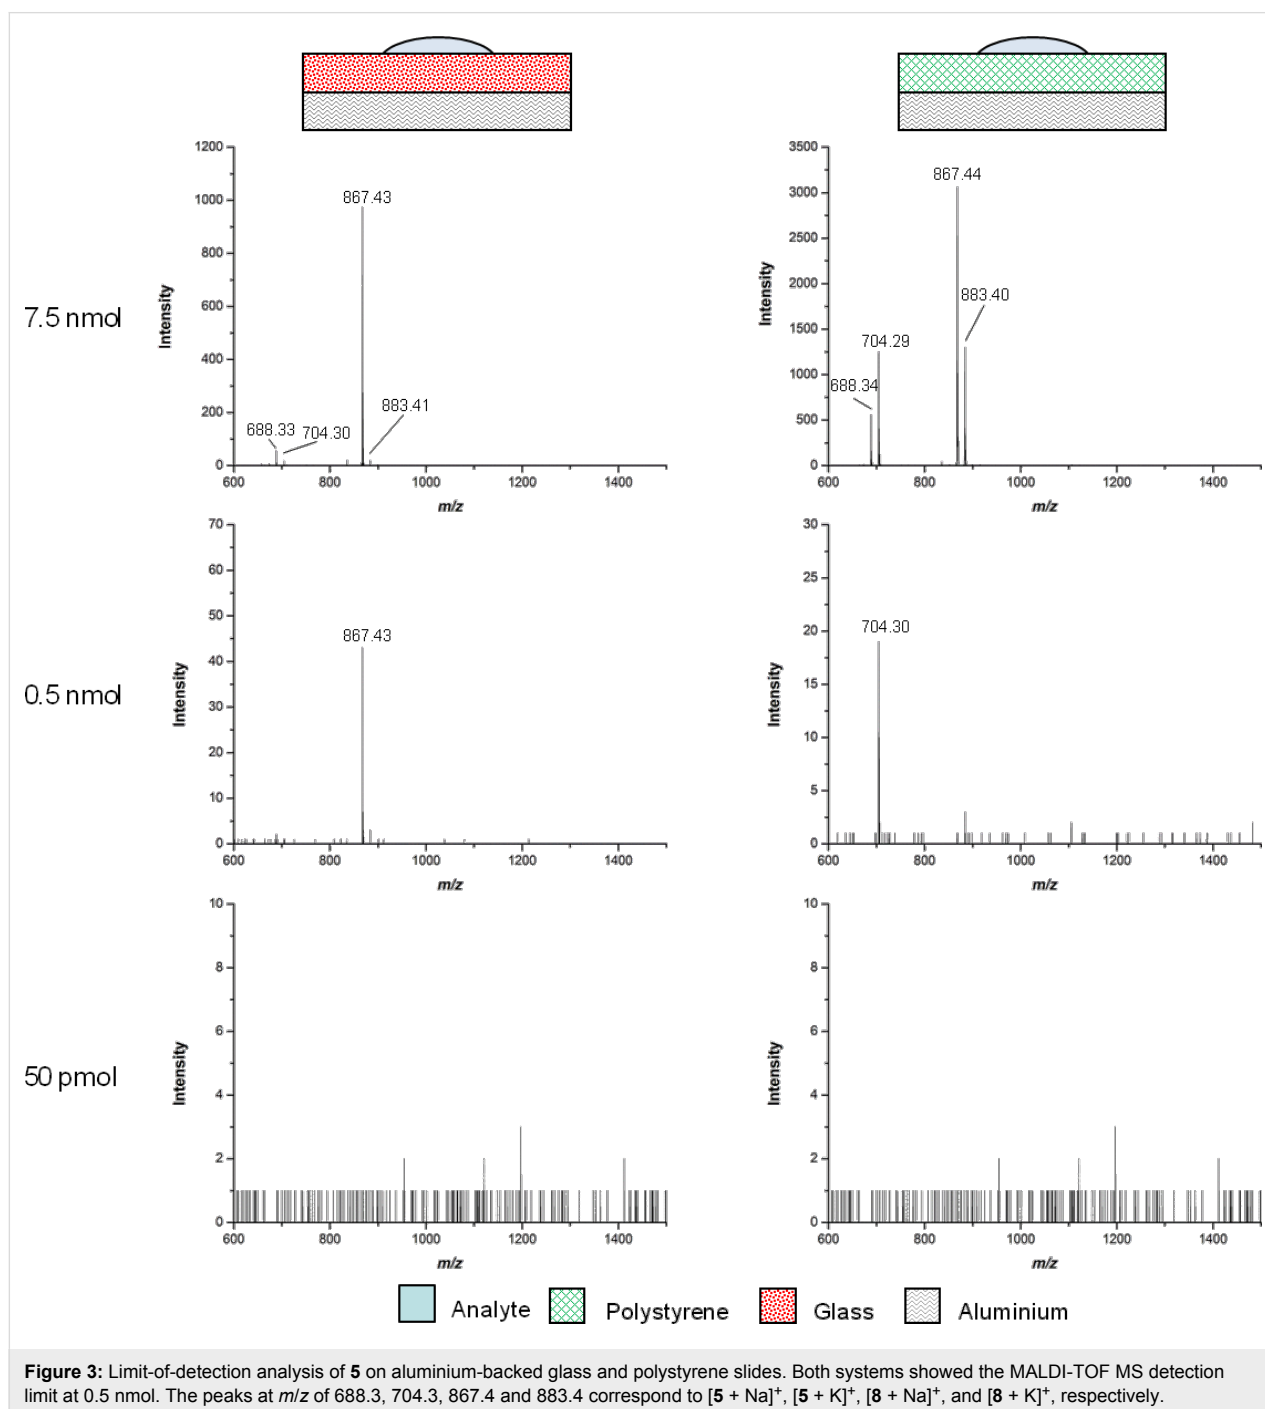 7.5 nmol
1200
1000
800
600
400
200
0
Intensity
867.43
688.33
704.30
883.41
600 800 1000 1200 1400
m/z
3500
3000
2500
2000
1500
1000
500
0
Intensity
867.44
883.40
704.29
688.34
600 800 1000 1200 1400
m/z
0.5 nmol
70
60
50
40
30
20
10
0
Intensity
867.43
600 800 1000 1200 1400
m/z
30
25
20
15
10
5
0
Intensity
704.30
600 800 1000 1200 1400
m/z
50 pmol
10
8
6
4
2
0
Intensity
600 800 1000 1200 1400
m/z
10
8
6
4
2
0
Intensity
600 800 1000 1200 1400
m/z
Analyte Polystyrene Glass Aluminium
Figure 3: Limit-of-detection analysis of 5 on aluminium-backed glass and polystyrene slides. Both systems showed the MALDI-TOF MS detection
limit at 0.5 nmol. The peaks at m/z of 688.3, 704.3, 867.4 and 883.4 correspond to [5 + Na]⁺, [5 + K]⁺, [8 + Na]⁺, and [8 + K]⁺, respectively.